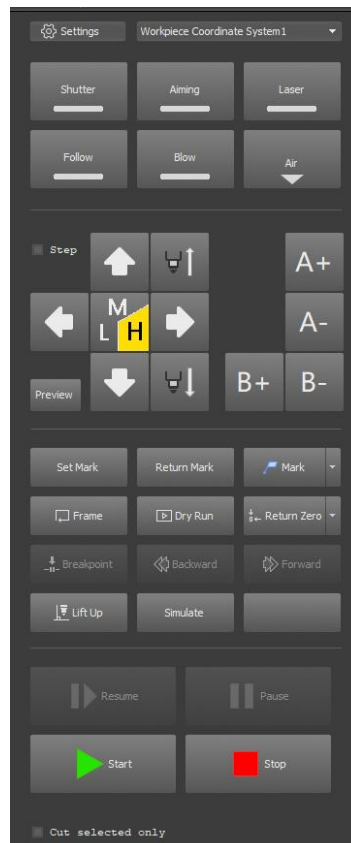 Settings Workpiece Coordinate System1
Shutter Aiming Laser
Follow Blow Air
Step
A+
M
L H
A-
Preview
B+ B-
Set Mark Return Mark Mark
Frame Dry Run Return Zero
Breakpoint Backward Forward
Lift Up Simulate
Resume Pause
Start Stop
Cut selected only